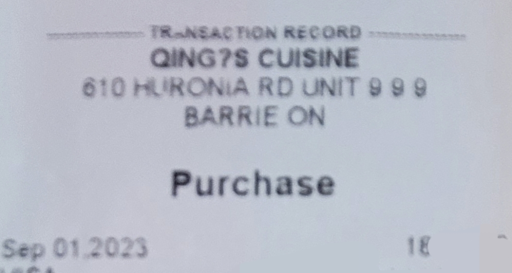 TRANSACTION RECORD
QING?S CUISINE
610 HURONIA RD UNIT 9 9 9
BARRIE ON
Purchase
Sep 01,2023